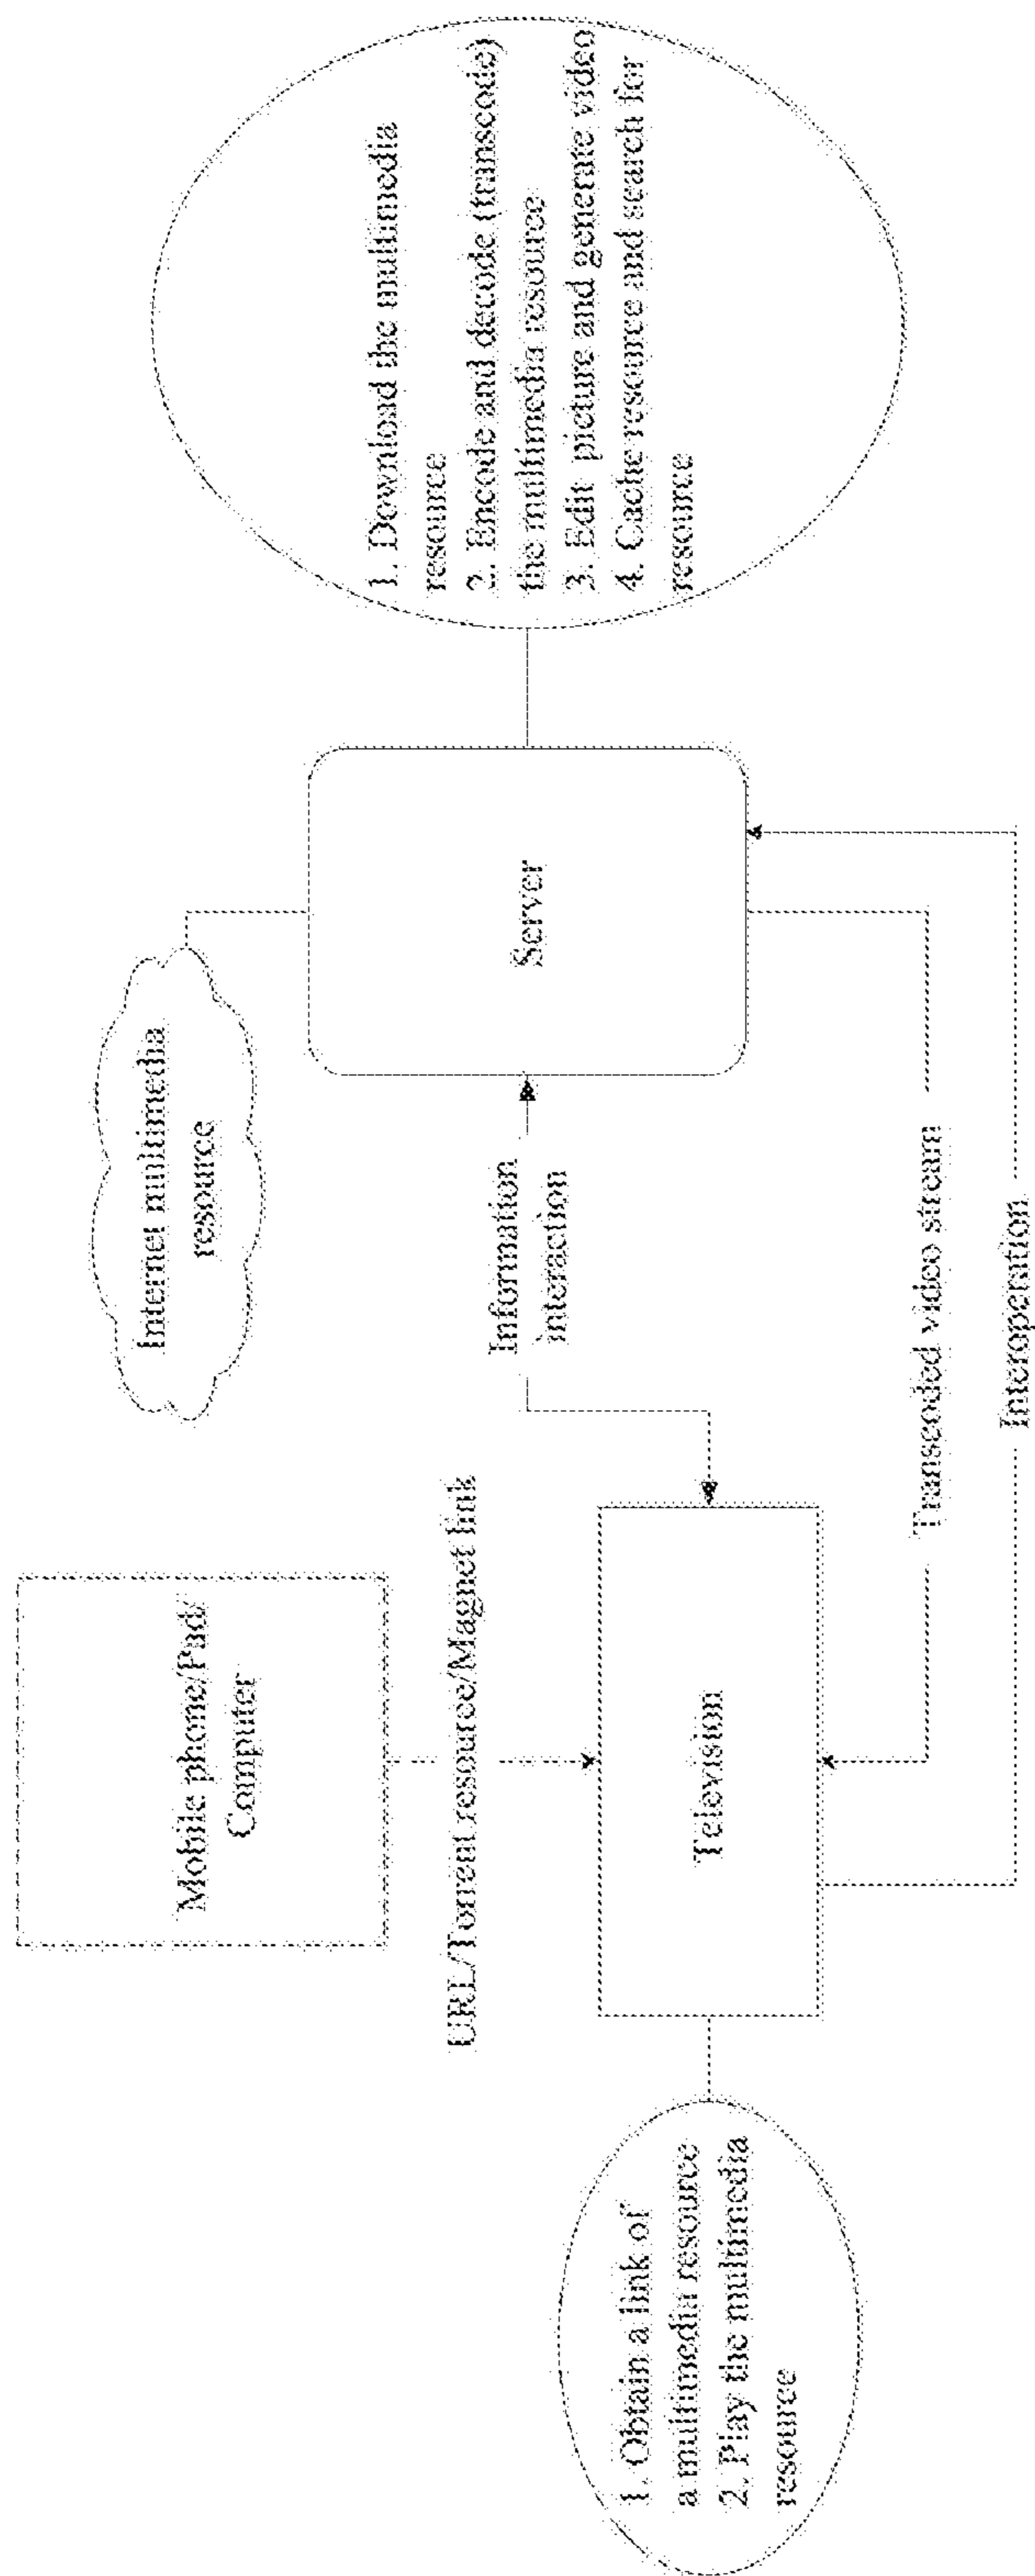 Mobile phone/Pad/
Computer
Internet multimedia
resource
URL/Torrent resource/Magnet link
Information
interaction
Server
Television
Transcoded video stream
Interoperation
1. Obtain a link of
a multimedia resource
2. Play the multimedia
resource
1. Download the multimedia
resource
2. Encode and decode (transcode)
the multimedia resource
3. Edit picture and generate video
4. Cache resource and search for
resource